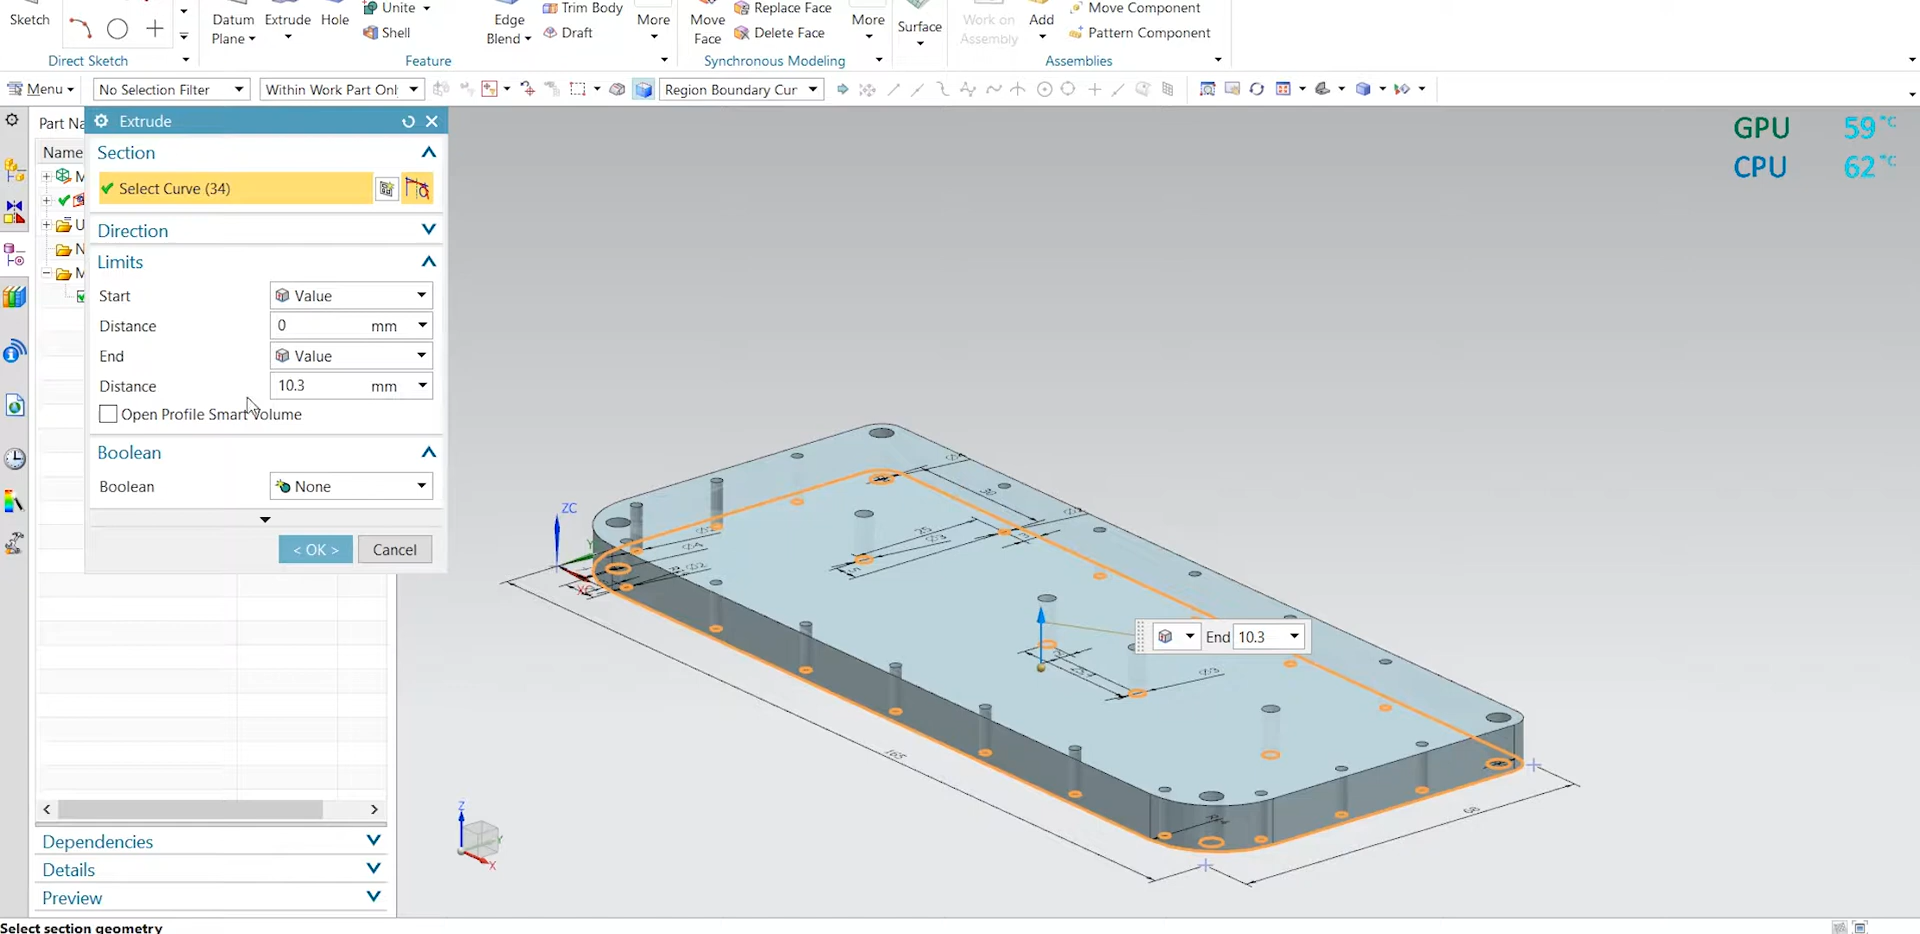 Sketch
Datum Plane
Extrude
Hole
Unite
Shell
Edge Blend
Trim Body
Draft
More
Move Face
Replace Face
Delete Face
More
Surface
Work on Assembly
Add
Move Component
Pattern Component
Direct Sketch
Feature
Synchronous Modeling
Assemblies
Menu
No Selection Filter
Within Work Part Onl
Region Boundary Cur
Part Na
Name
Extrude
Section
Select Curve (34)
Direction
Limits
Start
Value
Distance
0 mm
End
Value
Distance
10.3 mm
Open Profile Smart Volume
Boolean
Boolean
None
< OK >
Cancel
M
U
N
M
Dependencies
Details
Preview
Select section geometry
GPU 59 °C
CPU 62 °C
ZC
End 10.3
165
Z
X